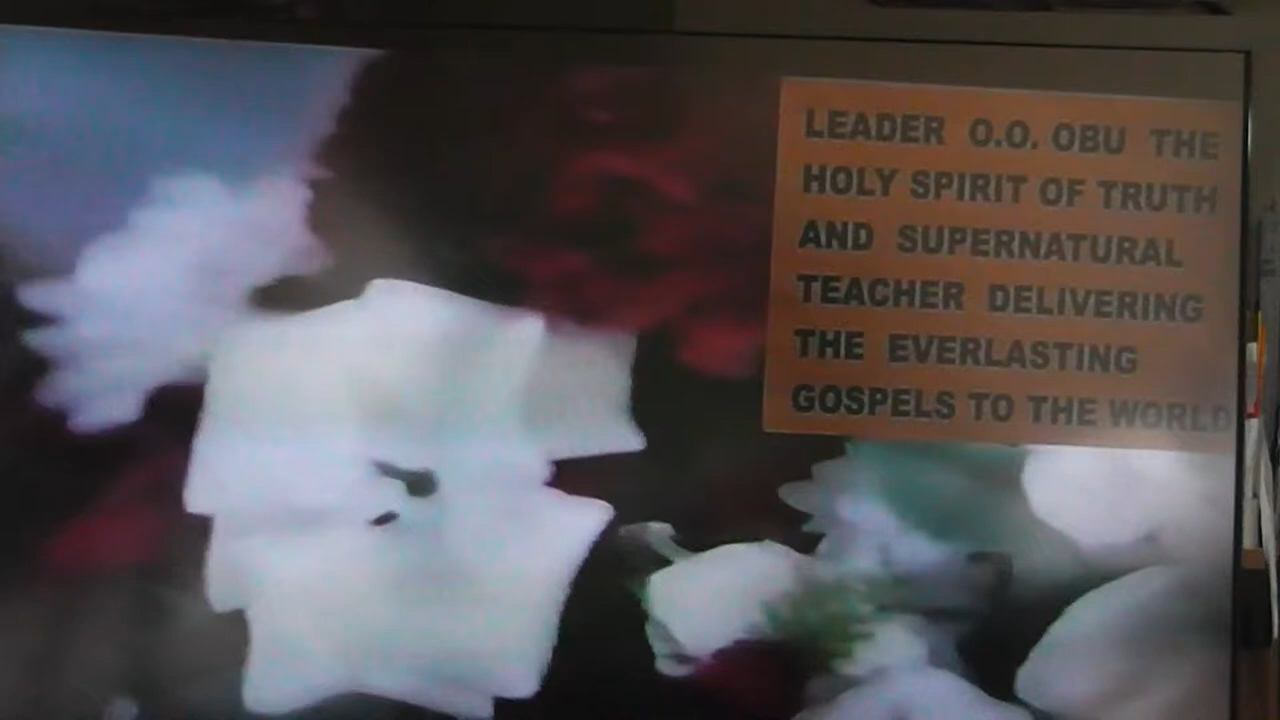 LEADER O.O. OBU THE
HOLY SPIRIT OF TRUTH
AND SUPERNATURAL
TEACHER DELIVERING
THE EVERLASTING
GOSPELS TO THE WORLD